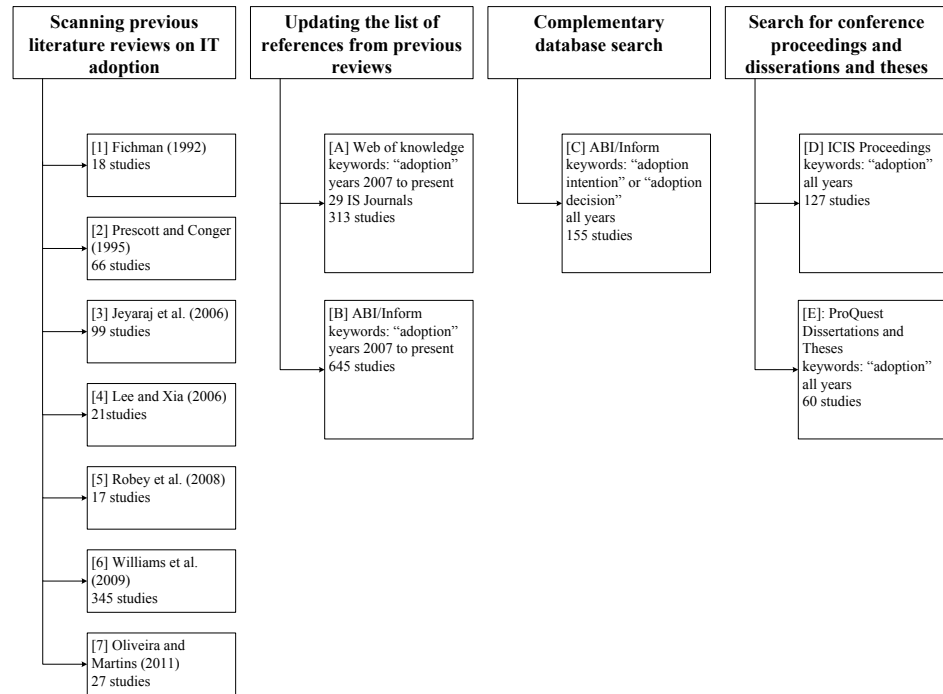 Scanning previous
literature reviews on IT
adoption
[1] Fichman (1992)
18 studies
[2] Prescott and Conger
(1995)
66 studies
[3] Jeyaraj et al. (2006)
99 studies
[4] Lee and Xia (2006)
21studies
[5] Robey et al. (2008)
17 studies
[6] Williams et al.
(2009)
345 studies
[7] Oliveira and
Martins (2011)
27 studies
Updating the list of
references from previous
reviews
[A] Web of knowledge
keywords: “adoption”
years 2007 to present
29 IS Journals
313 studies
[B] ABI/Inform
keywords: “adoption”
years 2007 to present
645 studies
Complementary
database search
[C] ABI/Inform
keywords: “adoption
intention” or “adoption
decision”
all years
155 studies
Search for conference
proceedings and
disserations and theses
[D] ICIS Proceedings
keywords: “adoption”
all years
127 studies
[E]: ProQuest
Dissertations and
Theses
keywords: “adoption”
all years
60 studies